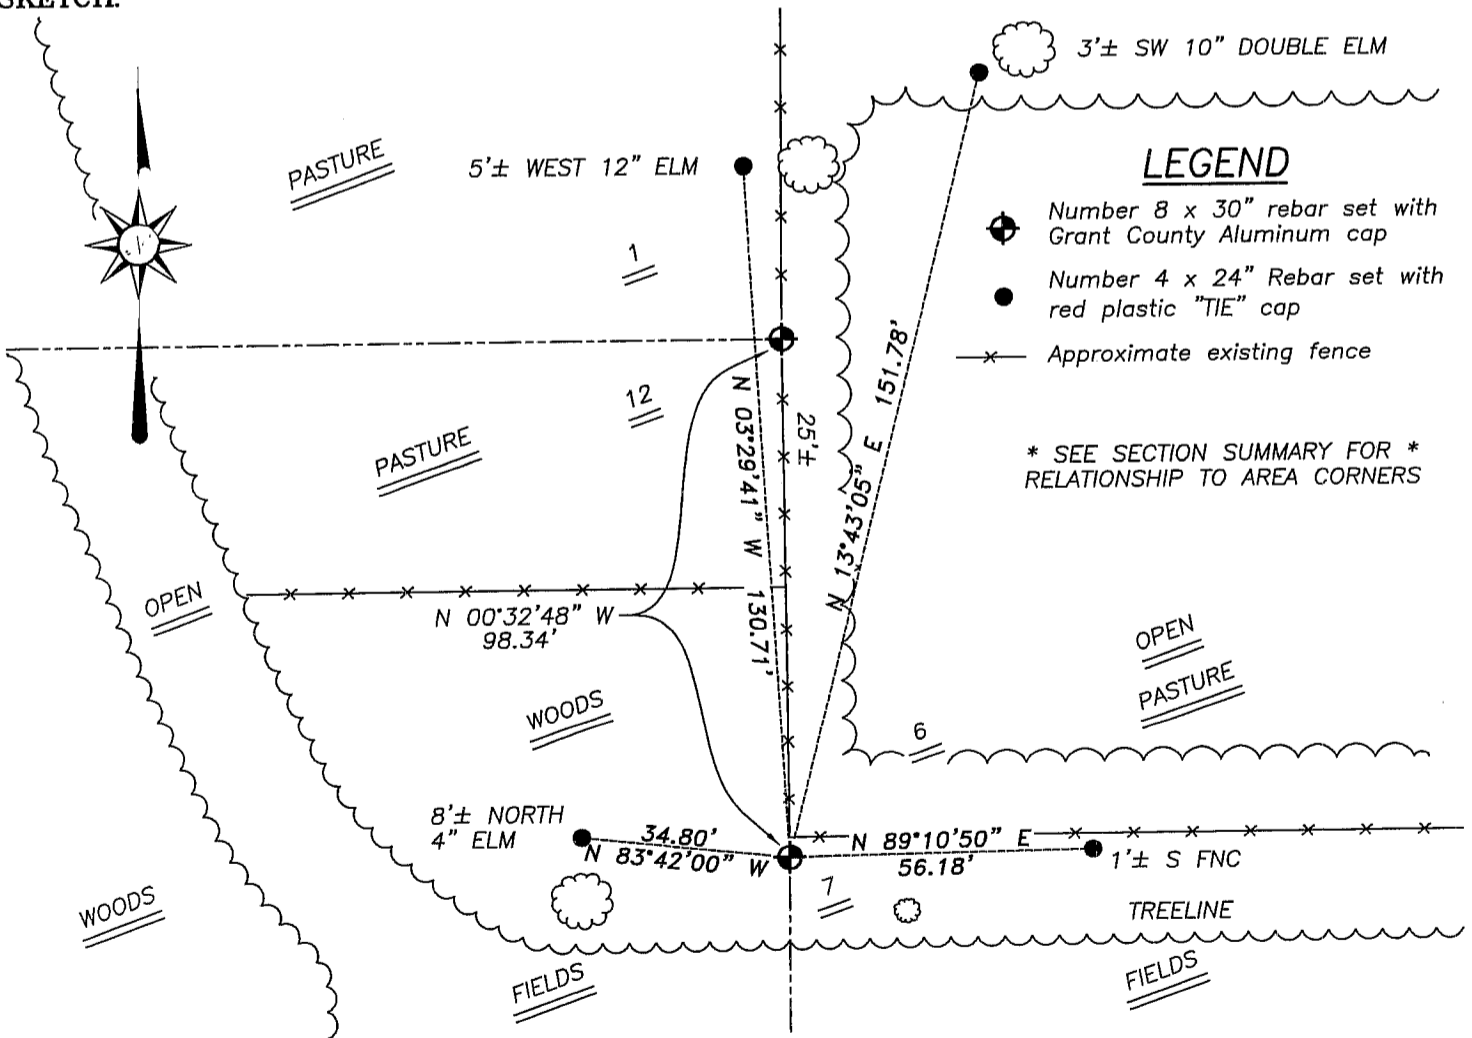 SKETCH:
3'± SW 10" DOUBLE ELM
PASTURE
5'± WEST 12" ELM
LEGEND
Number 8 x 30" rebar set with
Grant County Aluminum cap
1
Number 4 x 24" Rebar set with
red plastic "TIE" cap
Approximate existing fence
12
N 03°29'41" W 130.71'
25'±
N 13°43'05" E 151.78'
PASTURE
* SEE SECTION SUMMARY FOR *
RELATIONSHIP TO AREA CORNERS
OPEN
N 00°32'48" W
98.34'
OPEN
PASTURE
WOODS
6
8'± NORTH
4" ELM
34.80'
N 83°42'00" W
N 89°10'50" E
56.18'
1'± S FNC
7
WOODS
TREELINE
FIELDS
FIELDS